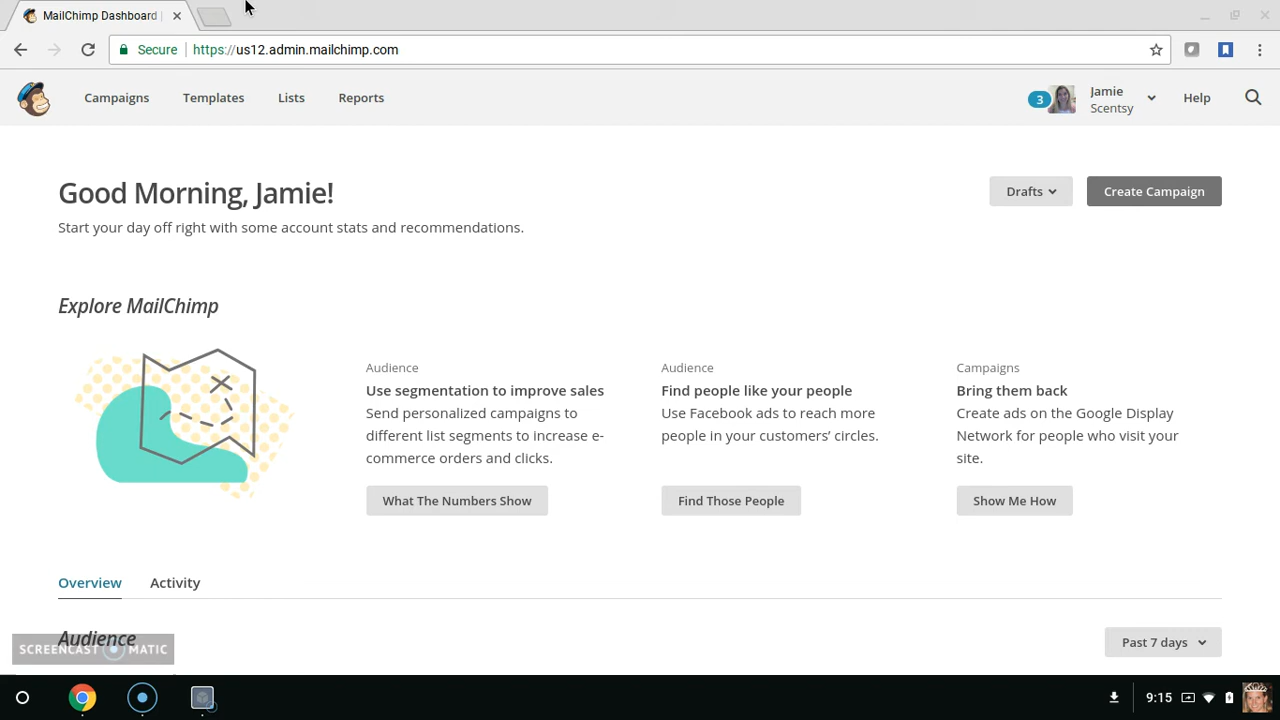 MailChimp Dashboard
Secure
https://us12.admin.mailchimp.com
Campaigns
Templates
Lists
Reports
3
Jamie
Scentsy
Help
Good Morning, Jamie!
Drafts
Create Campaign
Start your day off right with some account stats and recommendations.
Explore MailChimp
Audience
Use segmentation to improve sales
Send personalized campaigns to
different list segments to increase e-
commerce orders and clicks.
What The Numbers Show
Audience
Find people like your people
Use Facebook ads to reach more
people in your customers’ circles.
Find Those People
Campaigns
Bring them back
Create ads on the Google Display
Network for people who visit your
site.
Show Me How
Overview
Activity
Audience
Past 7 days
SCREENCAST MATIC
9:15